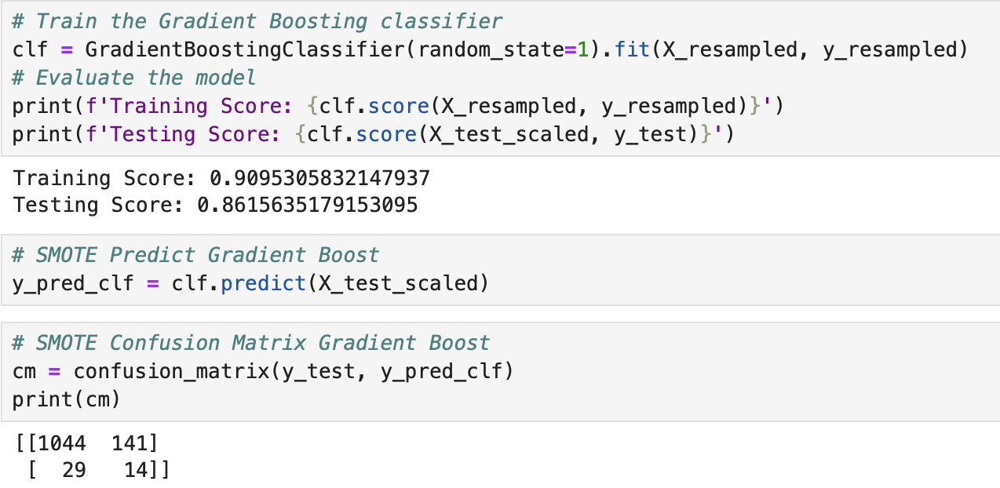 # Train the Gradient Boosting classifier
clf = GradientBoostingClassifier(random_state=1).fit(X_resampled, y_resampled)
# Evaluate the model
print(f'Training Score: {clf.score(X_resampled, y_resampled)}')
print(f'Testing Score: {clf.score(X_test_scaled, y_test)}')
Training Score: 0.9095305832147937
Testing Score: 0.8615635179153095
# SMOTE Predict Gradient Boost
y_pred_clf = clf.predict(X_test_scaled)
# SMOTE Confusion Matrix Gradient Boost
cm = confusion_matrix(y_test, y_pred_clf)
print(cm)
[[1044  141]
 [  29   14]]